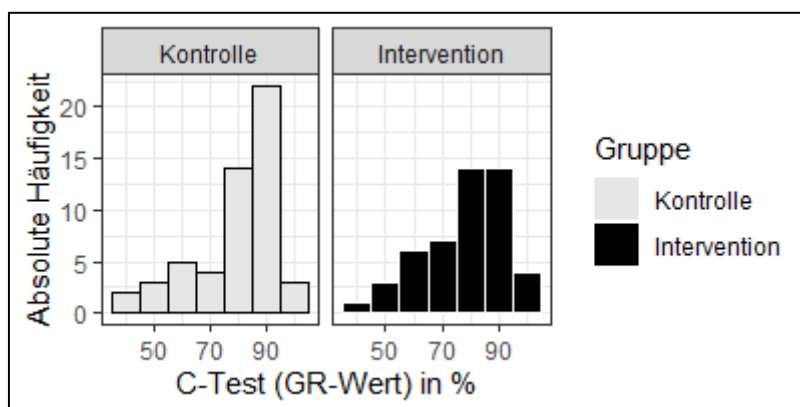 Kontrolle
Intervention
Absolute Häufigkeit
20
15
10
5
0
50 70 90
50 70 90
C-Test (GR-Wert) in %
Gruppe
Kontrolle
Intervention